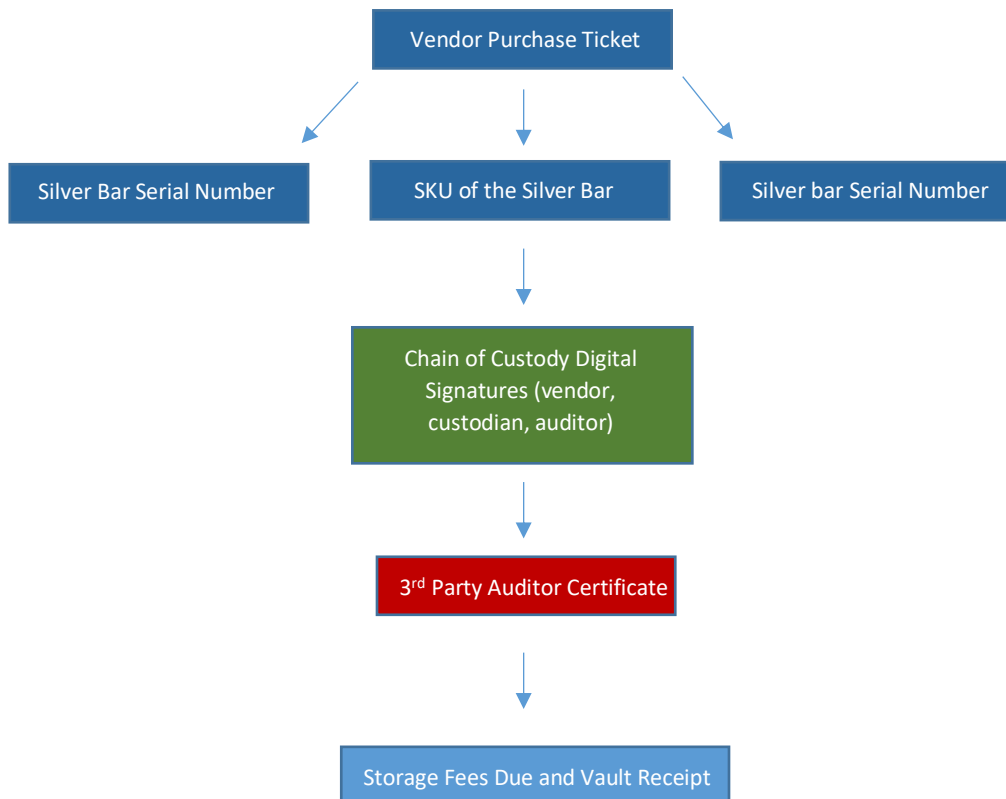 Vendor Purchase Ticket
Silver Bar Serial Number
SKU of the Silver Bar
Silver bar Serial Number
Chain of Custody Digital
Signatures (vendor,
custodian, auditor)
3rd Party Auditor Certificate
Storage Fees Due and Vault Receipt